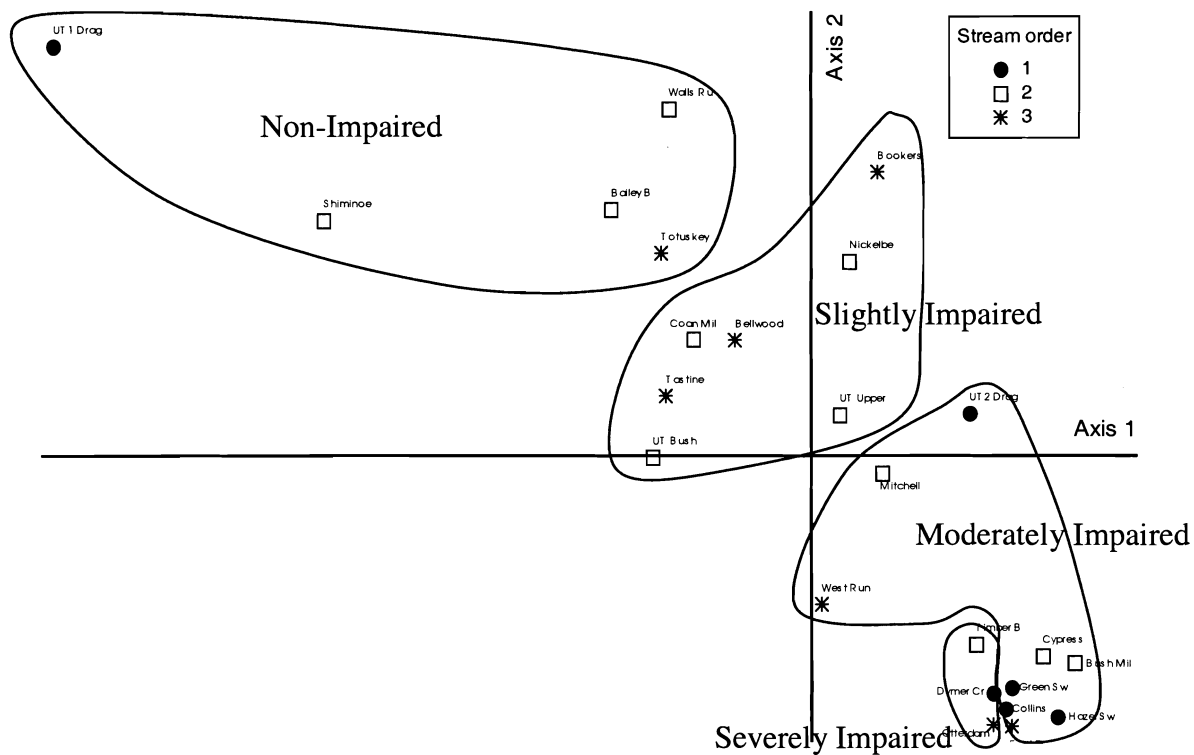 UT 1 Drag
Axis 2
Stream order
1
2
3
Walls Ru
Non-Impaired
Bookers
Shiminoe
Bailey B
Totuskey
Nickelbe
Slightly Impaired
Coan Mil
Bellwood
Tastine
UT Upper
UT 2 Drag
Axis 1
UT Bush
Mitchell
Moderately Impaired
West Run
Timber B
Cypress
Bush Mil
Dymer Cr
Green Sw
Collins
Hazel Sw
Otterdam
Severely Impaired